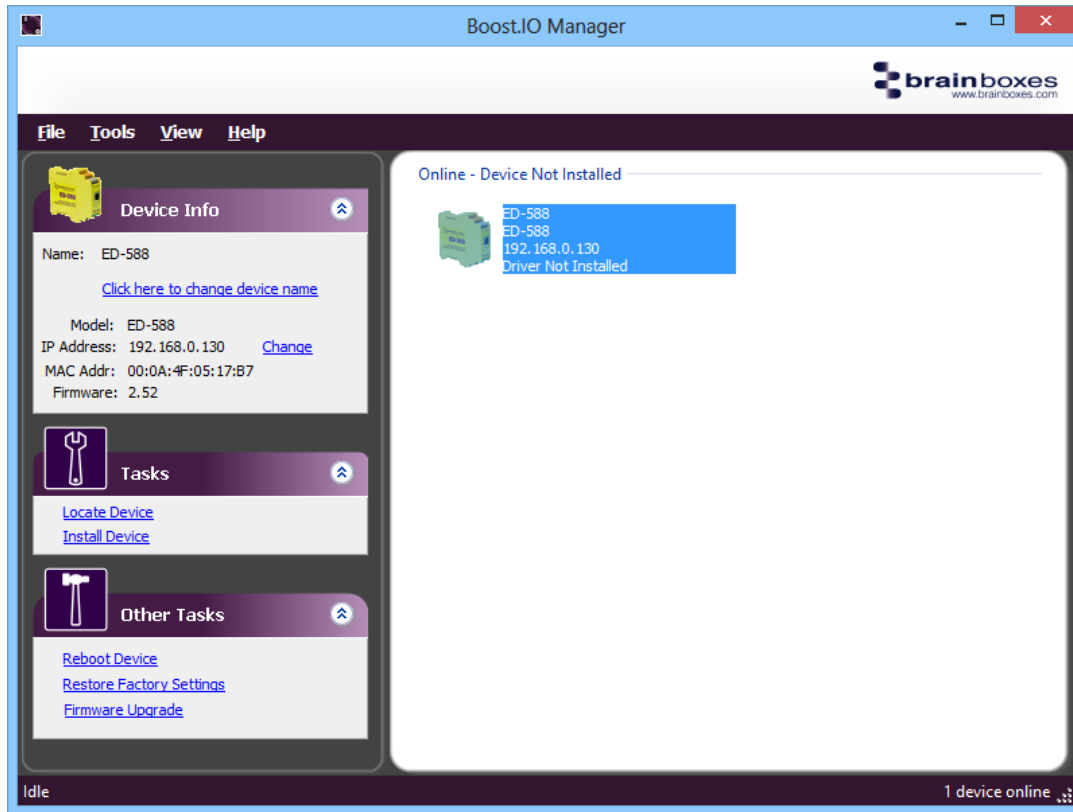 Boost.IO Manager
brainboxes
www.brainboxes.com
File Tools View Help
Device Info
Name: ED-588
Click here to change device name
Model: ED-588
IP Address: 192.168.0.130 Change
MAC Addr: 00:0A:4F:05:17:B7
Firmware: 2.52
Tasks
Locate Device
Install Device
Other Tasks
Reboot Device
Restore Factory Settings
Firmware Upgrade
Online - Device Not Installed
ED-588
ED-588
192.168.0.130
Driver Not Installed
Idle
1 device online